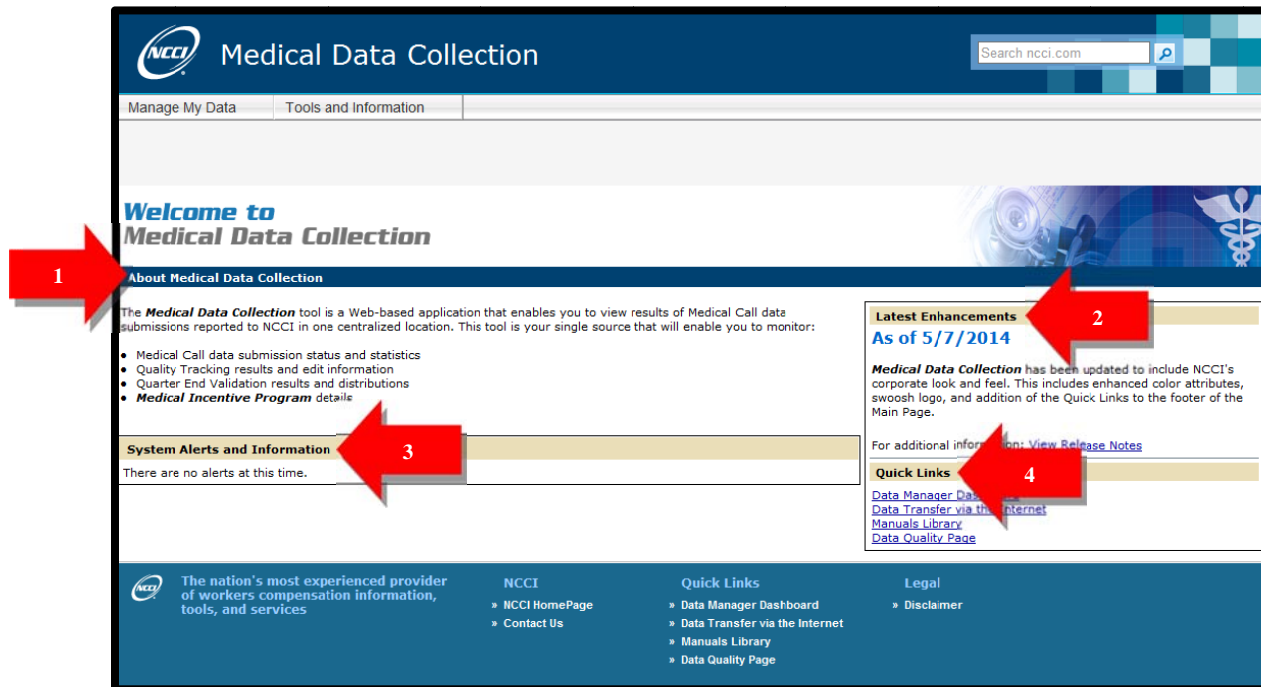 NCCI
Medical Data Collection
Search ncci.com
Manage My Data
Tools and Information
Welcome to
Medical Data Collection
1
About Medical Data Collection
The Medical Data Collection tool is a Web-based application that enables you to view results of Medical Call data
submissions reported to NCCI in one centralized location. This tool is your single source that will enable you to monitor:
• Medical Call data submission status and statistics
• Quality Tracking results and edit information
• Quarter End Validation results and distributions
• Medical Incentive Program details
System Alerts and Information
3
There are no alerts at this time.
Latest Enhancements
2
As of 5/7/2014
Medical Data Collection has been updated to include NCCI's
corporate look and feel. This includes enhanced color attributes,
swoosh logo, and addition of the Quick Links to the footer of the
Main Page.
For additional information: View Release Notes
Quick Links
4
Data Manager Dashboard
Data Transfer via the Internet
Manuals Library
Data Quality Page
NCCI
The nation's most experienced provider
of workers compensation information,
tools, and services
NCCI
» NCCI HomePage
» Contact Us
Quick Links
» Data Manager Dashboard
» Data Transfer via the Internet
» Manuals Library
» Data Quality Page
Legal
» Disclaimer